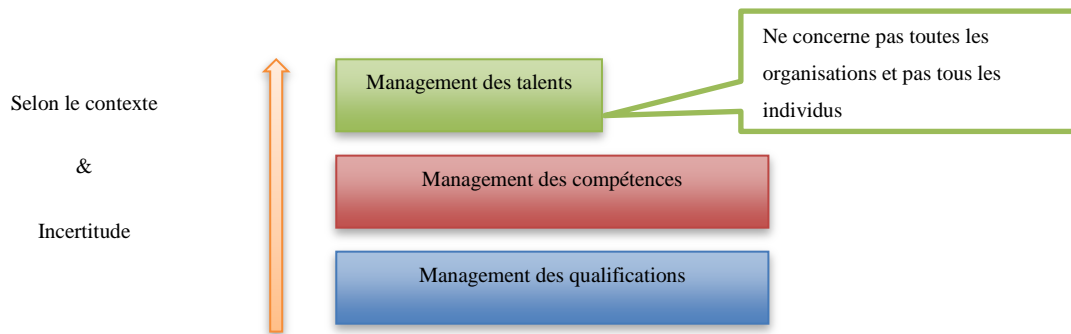 Selon le contexte
&
Incertitude
Management des talents
Management des compétences
Management des qualifications
Ne concerne pas toutes les
organisations et pas tous les
individus